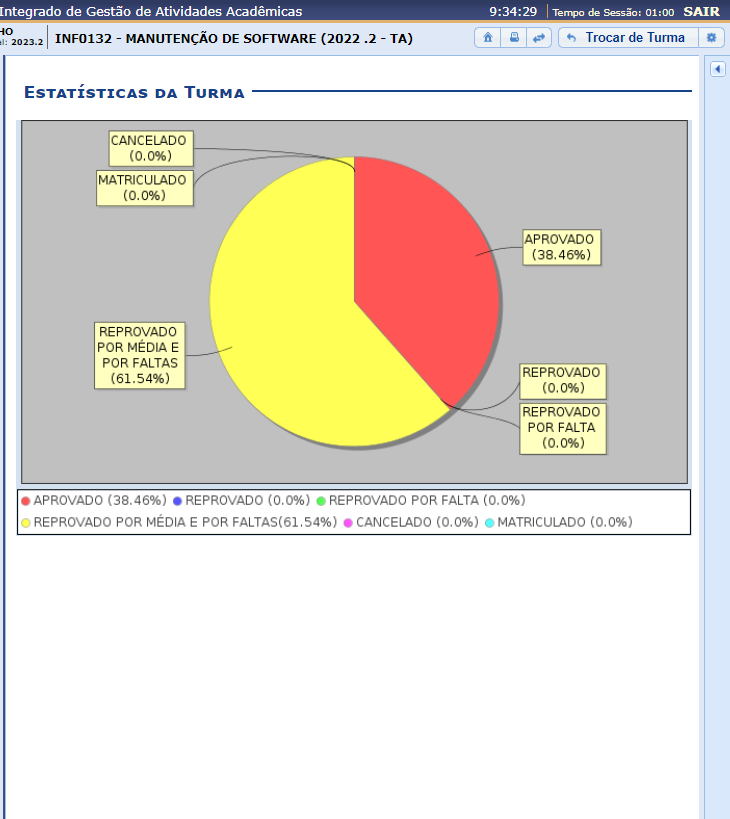 Integrado de Gestão de Atividades Acadêmicas 9:34:29 Tempo de Sessão: 01:00 SAIR
HO
el: 2023.2 INF0132 - MANUTENÇÃO DE SOFTWARE (2022 .2 - TA) Trocar de Turma
Estatísticas da Turma
CANCELADO
(0.0%)
MATRICULADO
(0.0%)
APROVADO
(38.46%)
REPROVADO
POR MÉDIA E
POR FALTAS
(61.54%)
REPROVADO
(0.0%)
REPROVADO
POR FALTA
(0.0%)
APROVADO (38.46%) REPROVADO (0.0%) REPROVADO POR FALTA (0.0%)
REPROVADO POR MÉDIA E POR FALTAS(61.54%) CANCELADO (0.0%) MATRICULADO (0.0%)